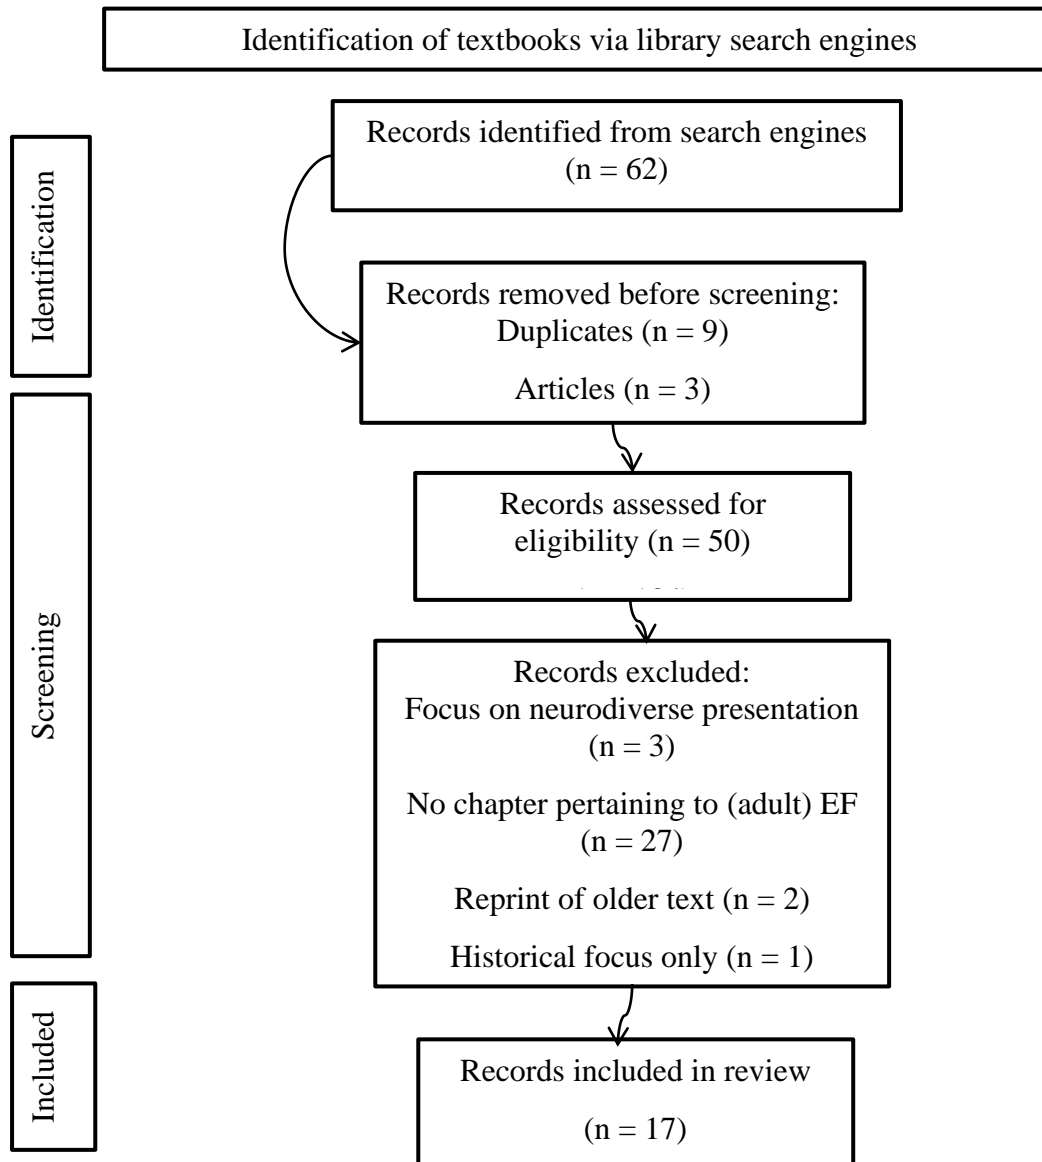 Identification of textbooks via library search engines
Identification
Records identified from search engines
(n = 62)
Records removed before screening:
Duplicates (n = 9)
Articles (n = 3)
Screening
Records assessed for
eligibility (n = 50)
Records excluded:
Focus on neurodiverse presentation
(n = 3)
No chapter pertaining to (adult) EF
(n = 27)
Reprint of older text (n = 2)
Historical focus only (n = 1)
Included
Records included in review
(n = 17)